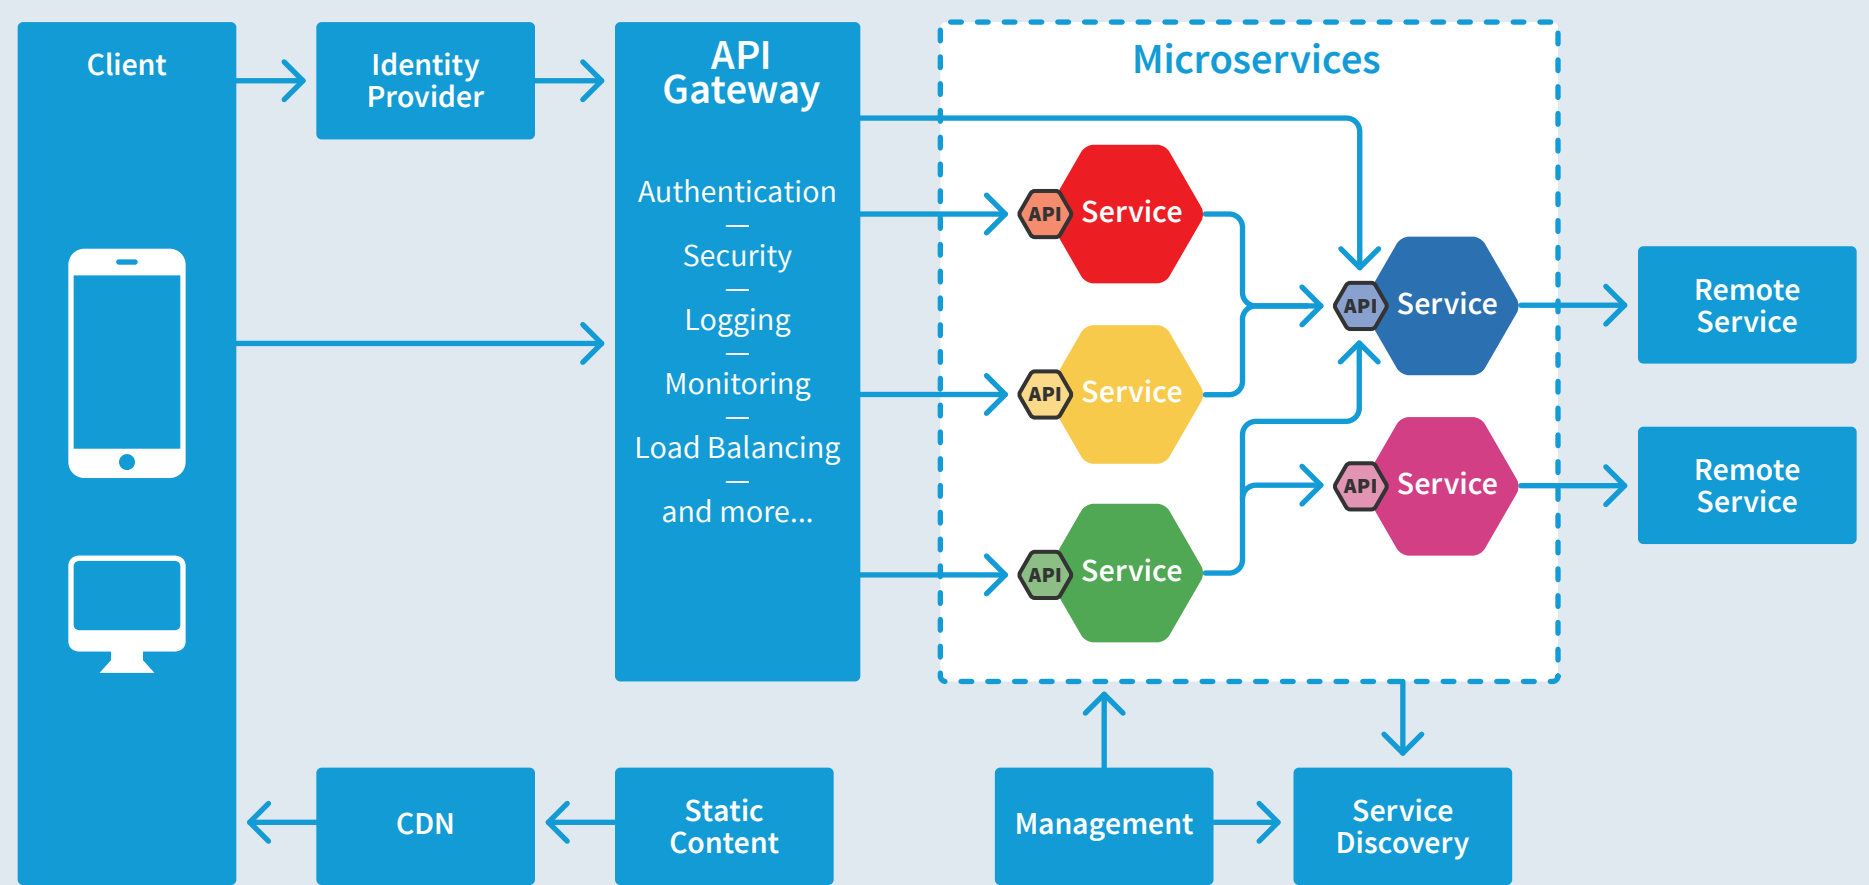 Client
Identity
Provider
API
Gateway
Authentication
Security
Logging
Monitoring
Load Balancing
and more...
Microservices
API
Service
API
Service
API
Service
API
Service
API
Service
Remote
Service
Remote
Service
CDN
Static
Content
Management
Service
Discovery